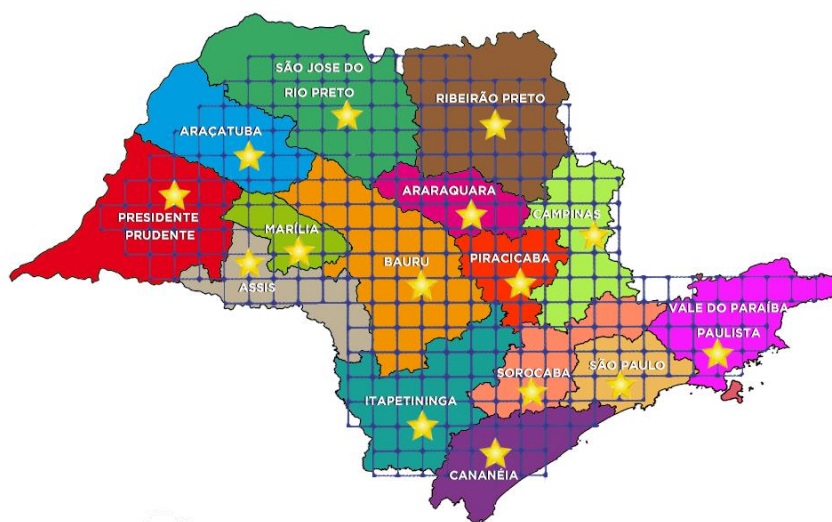 SÃO JOSE DO
RIO PRETO
RIBEIRÃO PRETO
ARAÇATUBA
ARARAQUARA
CAMPINAS
PRESIDENTE
PRUDENTE
MARÍLIA
BAURU
PIRACICABA
ASSIS
VALE DO PARAÍBA
PAULISTA
SOROCABA
SÃO PAULO
ITAPETININGA
CANANÉIA